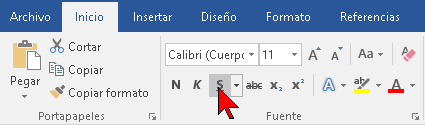 Archivo Inicio Insertar Diseño Formato Referencias
Cortar
Copiar
Copiar formato
Pegar
Portapapeles
Calibri (Cuerpo 11 A A Aa
N K S abc x₂ x² A ab A
Fuente